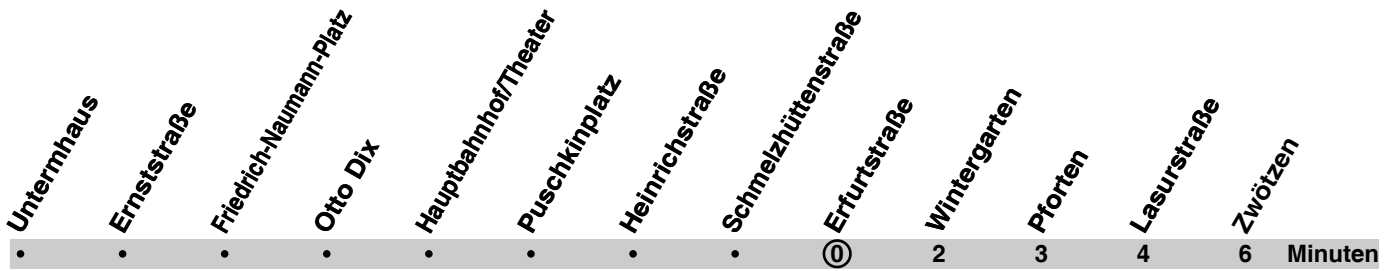 Untermhaus
Ernststraße
Friedrich-Naumann-Platz
Otto Dix
Hauptbahnhof/Theater
Puschkinplatz
Heinrichstraße
Schmelzhüttenstraße
Erfurtstraße
Wintergarten
Pforten
Lasurstraße
Zwötzen
• • • • • • • • 0 2 3 4 6 Minuten